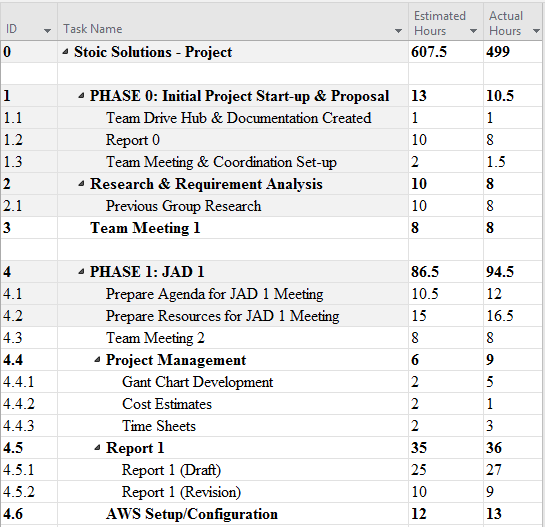 ID Task Name Estimated Hours Actual Hours
0 Stoic Solutions - Project 607.5 499
1 PHASE 0: Initial Project Start-up & Proposal 13 10.5
1.1 Team Drive Hub & Documentation Created 1 1
1.2 Report 0 10 8
1.3 Team Meeting & Coordination Set-up 2 1.5
2 Research & Requirement Analysis 10 8
2.1 Previous Group Research 10 8
3 Team Meeting 1 8 8
4 PHASE 1: JAD 1 86.5 94.5
4.1 Prepare Agenda for JAD 1 Meeting 10.5 12
4.2 Prepare Resources for JAD 1 Meeting 15 16.5
4.3 Team Meeting 2 8 8
4.4 Project Management 6 9
4.4.1 Gant Chart Development 2 5
4.4.2 Cost Estimates 2 1
4.4.3 Time Sheets 2 3
4.5 Report 1 35 36
4.5.1 Report 1 (Draft) 25 27
4.5.2 Report 1 (Revision) 10 9
4.6 AWS Setup/Configuration 12 13